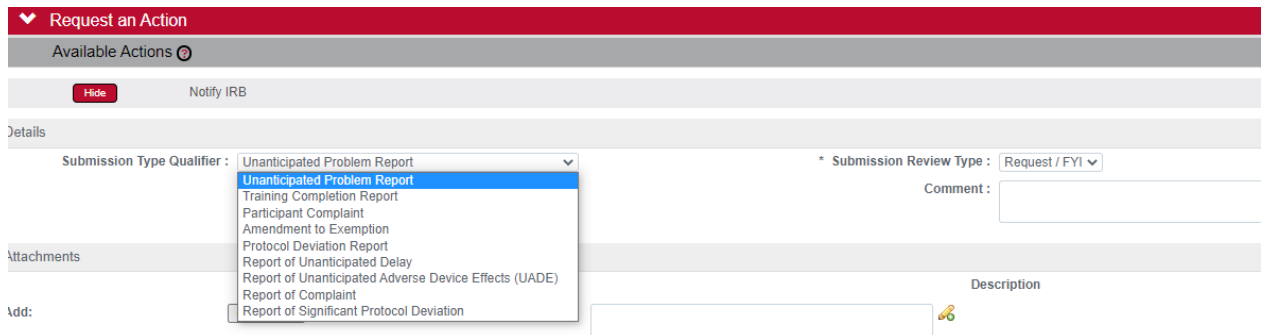 Request an Action
Available Actions
Hide Notify IRB
Details
Submission Type Qualifier : Unanticipated Problem Report * Submission Review Type : Request / FYI
Unanticipated Problem Report
Training Completion Report
Comment :
Participant Complaint
Amendment to Exemption
Protocol Deviation Report
Attachments
Report of Unanticipated Delay
Report of Unanticipated Adverse Device Effects (UADE)
Description
Report of Complaint
Add:
Report of Significant Protocol Deviation